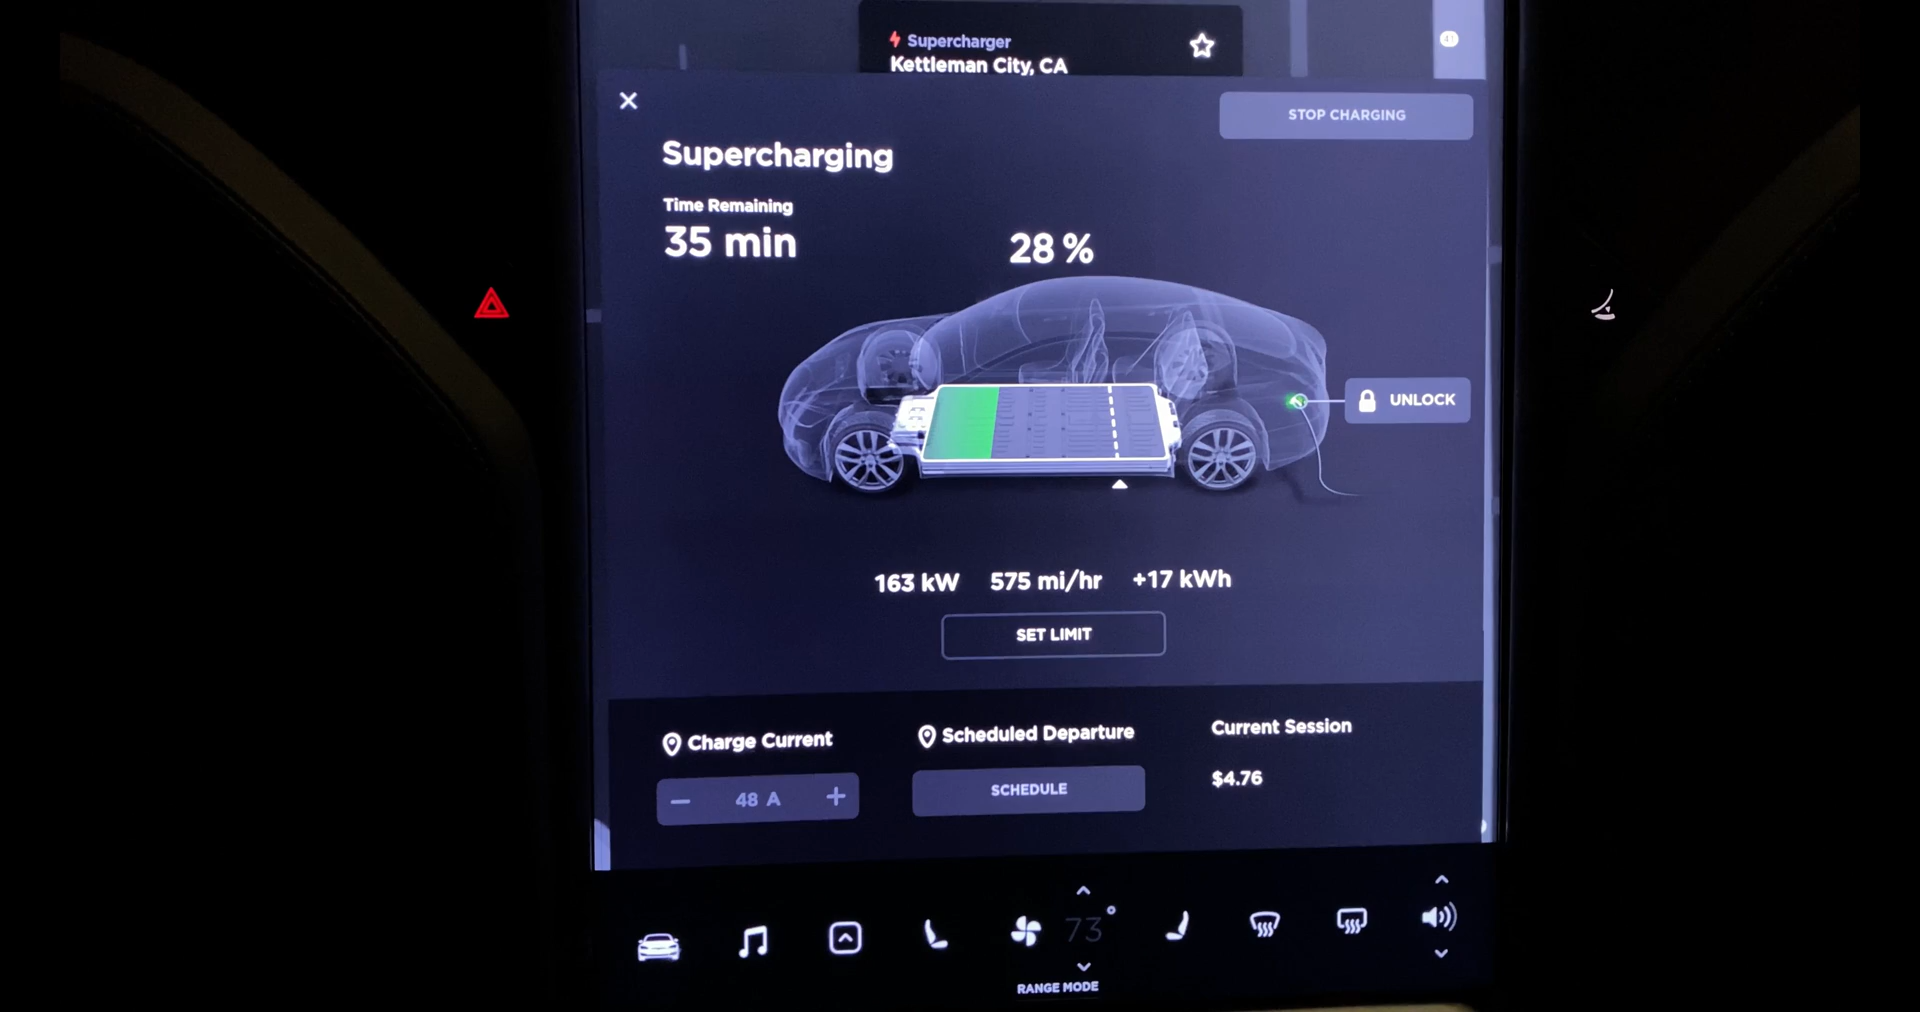 Supercharger
Kettleman City, CA
41
STOP CHARGING
Supercharging
Time Remaining
35 min
28 %
UNLOCK
163 kW 575 mi/hr +17 kWh
SET LIMIT
Charge Current
Scheduled Departure
Current Session
48 A
SCHEDULE
$4.76
73°
RANGE MODE